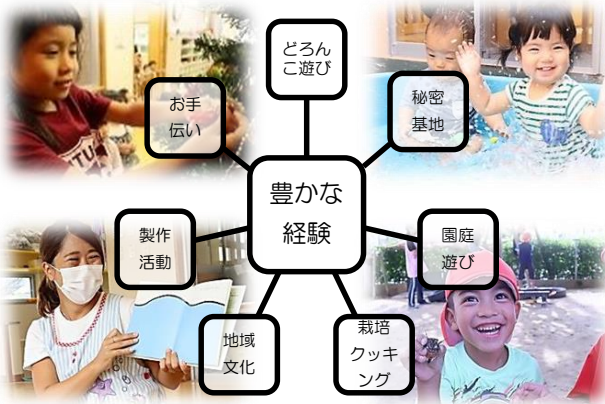 どろん
こ遊び
お手
伝い
秘密
基地
豊かな
経験
製作
活動
園庭
遊び
地域
文化
栽培
クッキ
ング